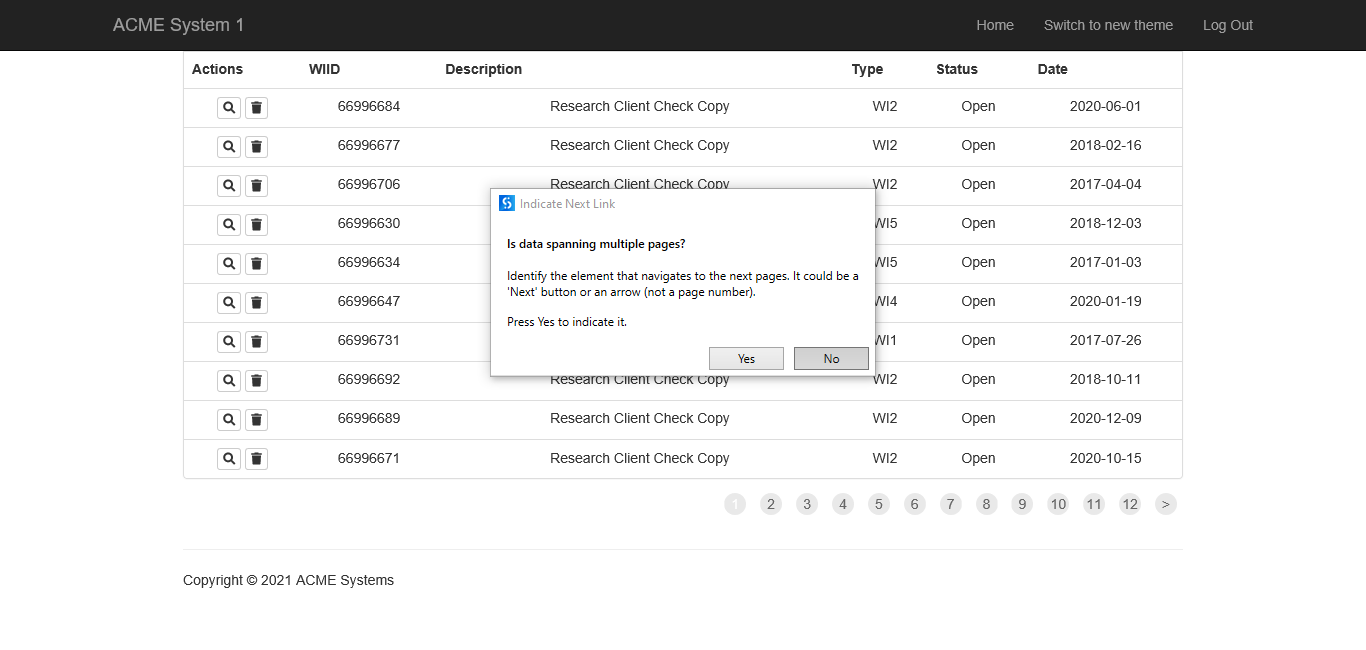 ACME System 1 Home Switch to new theme Log Out
Actions WIID Description Type Status Date
66996684 Research Client Check Copy WI2 Open 2020-06-01
66996677 Research Client Check Copy WI2 Open 2018-02-16
66996706 Research Client Check Copy WI2 Open 2017-04-04
Indicate Next Link
66996630 WI5 Open 2018-12-03
Is data spanning multiple pages?
66996634 WI5 Open 2017-01-03
Identify the element that navigates to the next pages. It could be a
'Next' button or an arrow (not a page number).
66996647 WI4 Open 2020-01-19
Press Yes to indicate it.
66996731 WI1 Open 2017-07-26
Yes No
66996692 Research Client Check Copy WI2 Open 2018-10-11
66996689 Research Client Check Copy WI2 Open 2020-12-09
66996671 Research Client Check Copy WI2 Open 2020-10-15
1 2 3 4 5 6 7 8 9 10 11 12 >
Copyright © 2021 ACME Systems